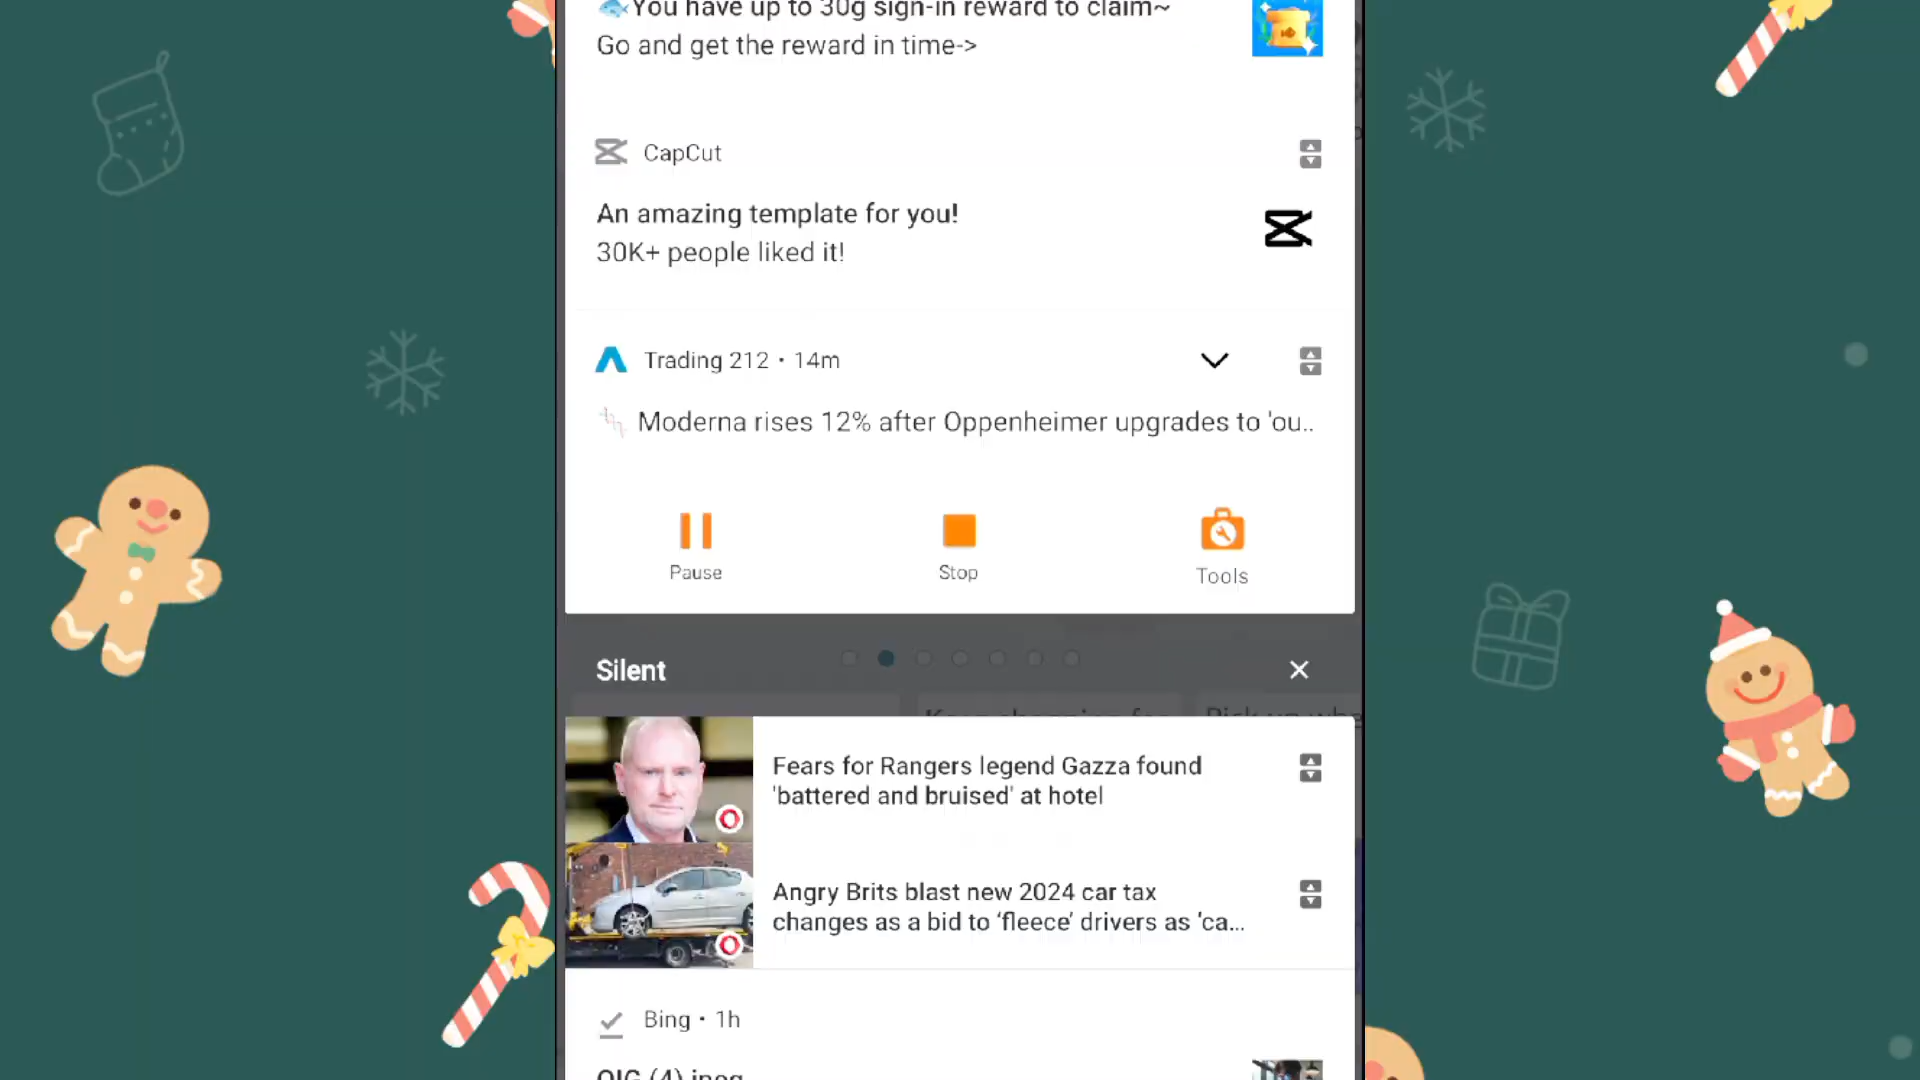 🐟You have up to 30g sign-in reward to claim~
Go and get the reward in time->
CapCut
An amazing template for you!
30K+ people liked it!
Trading 212 • 14m
Moderna rises 12% after Oppenheimer upgrades to 'ou..
Pause
Stop
Tools
Silent
Fears for Rangers legend Gazza found
'battered and bruised' at hotel
Angry Brits blast new 2024 car tax
changes as a bid to ‘fleece’ drivers as 'ca...
Bing • 1h